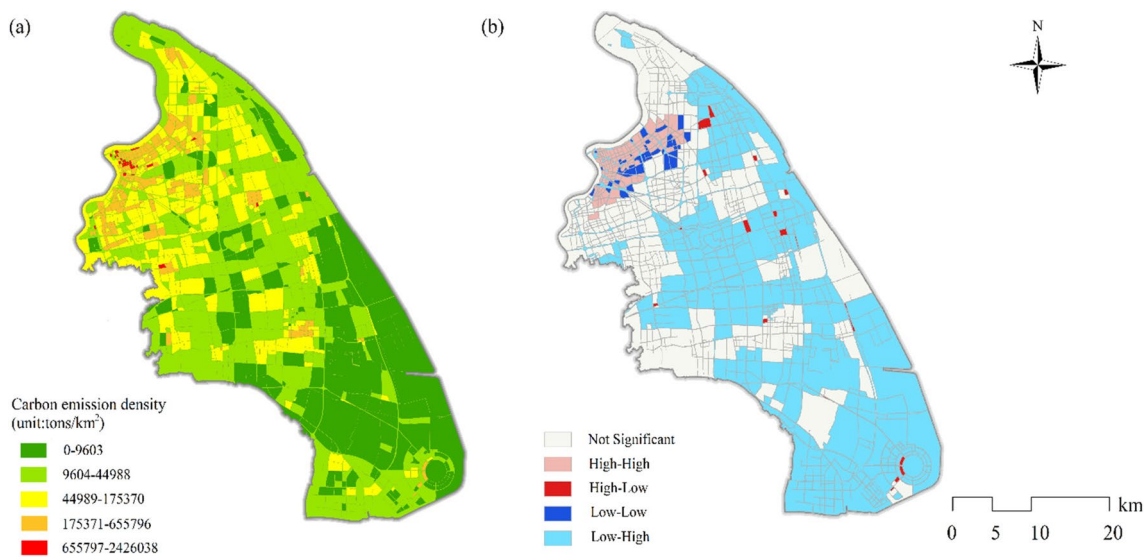 (a)
(b)
N
Carbon emission density
(unit:tons/km²)
0-9603
9604-44988
44989-175370
175371-655796
655797-2426038
Not Significant
High-High
High-Low
Low-Low
Low-High
km
0 5 10 20